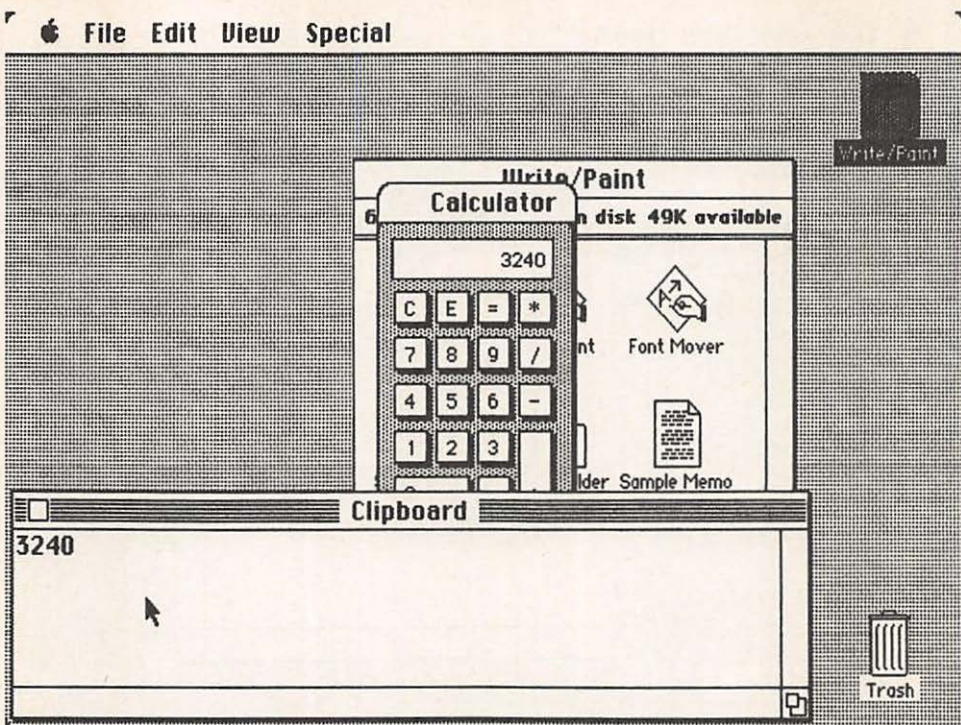 File Edit View Special
Write/Paint
Write/Paint
Calculator
6
n disk 49K available
3240
C E = *
7 8 9 /
4 5 6 -
1 2 3
nt
Font Mover
lder
Sample Memo
Clipboard
3240
Trash